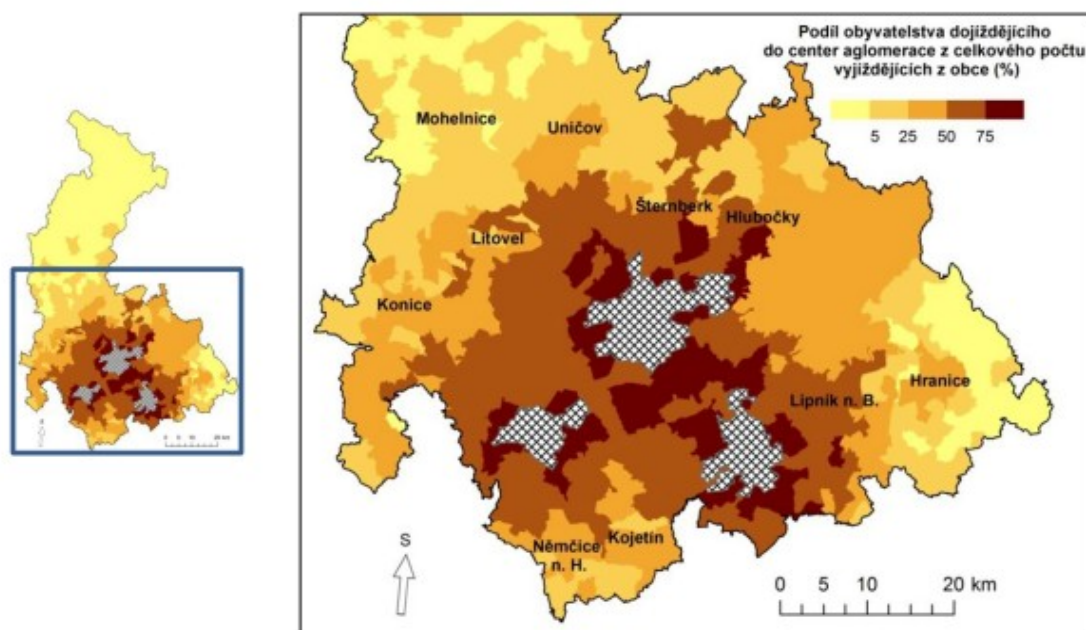 Podíl obyvatelstva dojíždějícího
do center aglomerace z celkového počtu
vyjíždějících z obce (%)
5 25 50 75
Mohelnice
Uničov
Šternberk
Hlubočky
Litovel
Konice
Hranice
Lipník n. B.
Kojetín
Němčice
n. H.
S
0 5 10 20 km